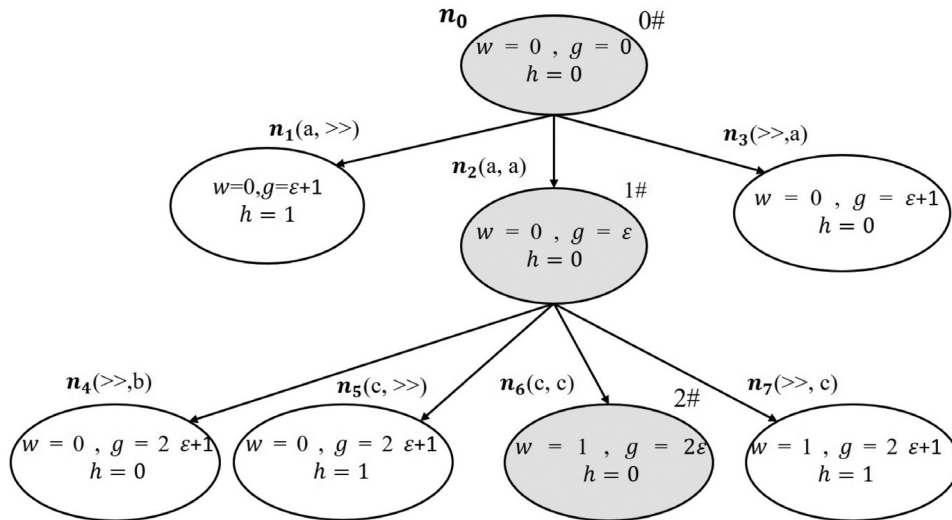 n₀ 0#
w = 0 , g = 0
h = 0
n₁(a, >>)
n₂(a, a)
n₃(>>,a)
w=0,g=ε+1
h = 1
1#
w = 0 , g = ε
h = 0
w = 0 , g = ε+1
h = 0
n₄(>>,b)
n₅(c, >>)
n₆(c, c)
n₇(>>, c)
2#
w = 0 , g = 2 ε+1
h = 0
w = 0 , g = 2 ε+1
h = 1
w = 1 , g = 2ε
h = 0
w = 1 , g = 2 ε+1
h = 1